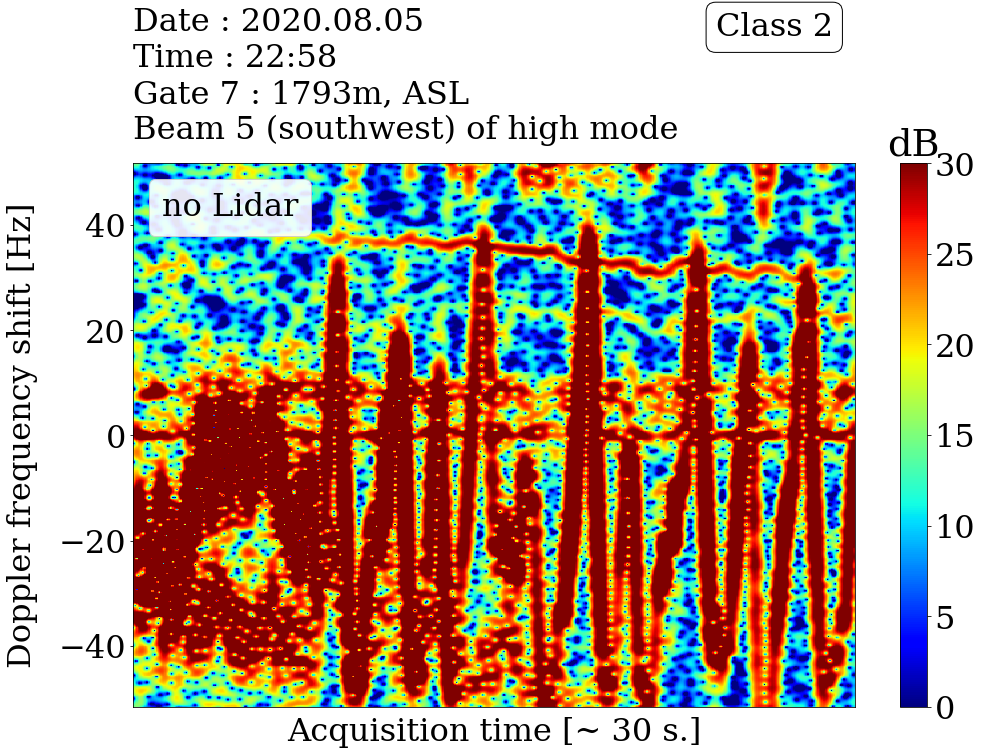 Date : 2020.08.05
Time : 22:58
Gate 7 : 1793m, ASL
Beam 5 (southwest) of high mode
Class 2
dB
no Lidar
Doppler frequency shift [Hz]
40
20
0
−20
−40
30
25
20
15
10
5
0
Acquisition time [~ 30 s.]